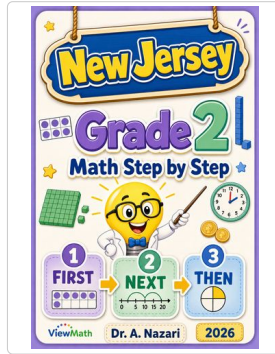 New Jersey
Grade 2
Math Step by Step
1 2 3
FIRST NEXT THEN
0 5 10 15 20
ViewMath Dr. A. Nazari 2026